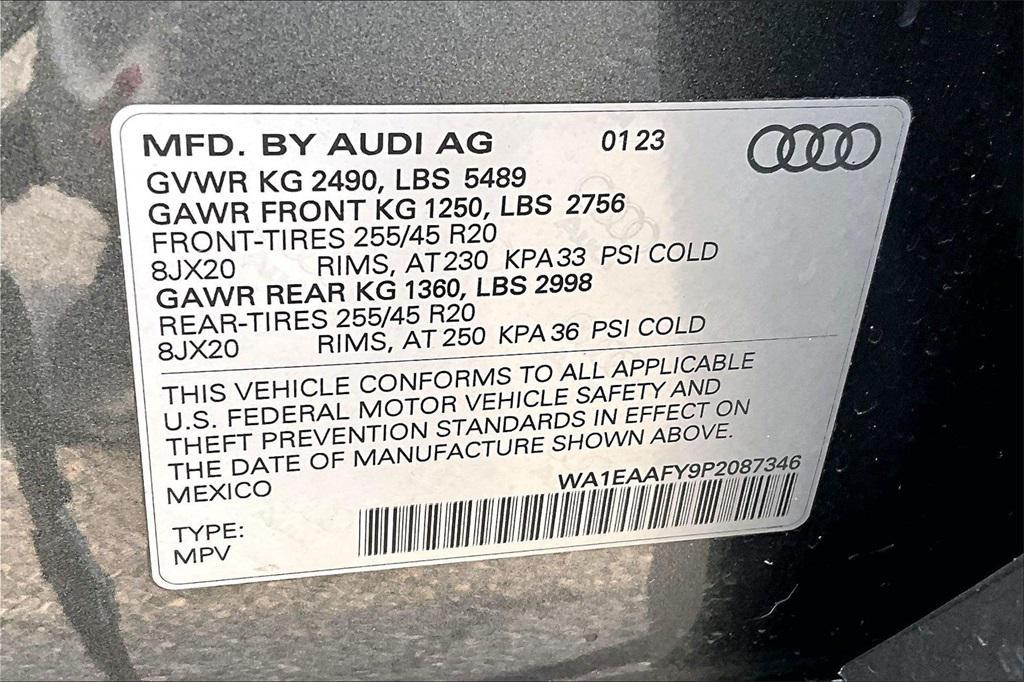 MFD. BY AUDI AG 01 23
GVWR KG 2490, LBS 5489
GAWR FRONT KG 1250, LBS 2756
FRONT-TIRES 255/45 R20
8JX20 RIMS, AT 230 KPA 33 PSI COLD
GAWR REAR KG 1360, LBS 2998
REAR-TIRES 255/45 R20
8JX20 RIMS, AT 250 KPA 36 PSI COLD
THIS VEHICLE CONFORMS TO ALL APPLICABLE
U.S. FEDERAL MOTOR VEHICLE SAFETY AND
THEFT PREVENTION STANDARDS IN EFFECT ON
THE DATE OF MANUFACTURE SHOWN ABOVE.
MEXICO WA1EAAFY9P2087346
TYPE:
MPV